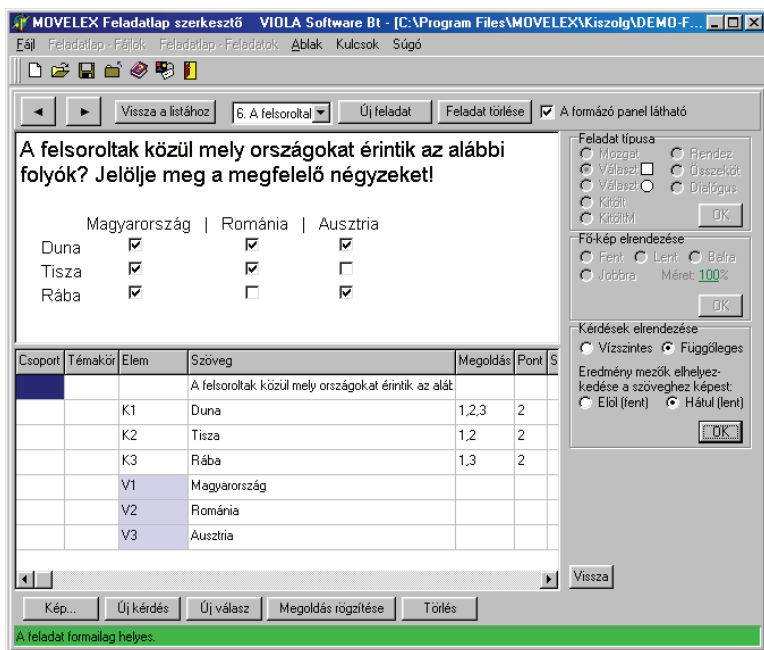 MOVELEX Feladatlap szerkesztő VIOLA Software Bt - [C:\Program Files\MOVELEX\Kiszolg\DEMO-F...
Fájl Feladatlap - Fájlok Feladatlap - Feladatok Ablak Kulcsok Súgó
Vissza a listához 6. A felsoroltal Új feladat Feladat törlése A formázó panel látható
A felsoroltak közül mely országokat érintik az alábbi
folyók? Jelölje meg a megfelelő négyzeket!
Magyarország | Románia | Ausztria
Duna
Tisza
Rába
Feladat típusa
Mozgat Rendez
Választ Összeköt
Választ Dialógus
Kitölt
KitöltM OK
Fő-kép elrendezése
Fent Lent Balra
Jobbra Méret: 100%
OK
Kérdések elrendezése
Vízszintes Függőleges
Eredmény mezők elhelyez-
kedése a szöveghez képest:
Elöl (fent) Hátul (lent)
OK
Vissza
Csoport Témakör Elem Szöveg Megoldás Pont S
A felsoroltak közül mely országokat érintik az aláb
K1 Duna 1,2,3 2
K2 Tisza 1,2 2
K3 Rába 1,3 2
V1 Magyarország
V2 Románia
V3 Ausztria
Kép... Új kérdés Új válasz Megoldás rögzítése Törlés
A feladat formailag helyes.